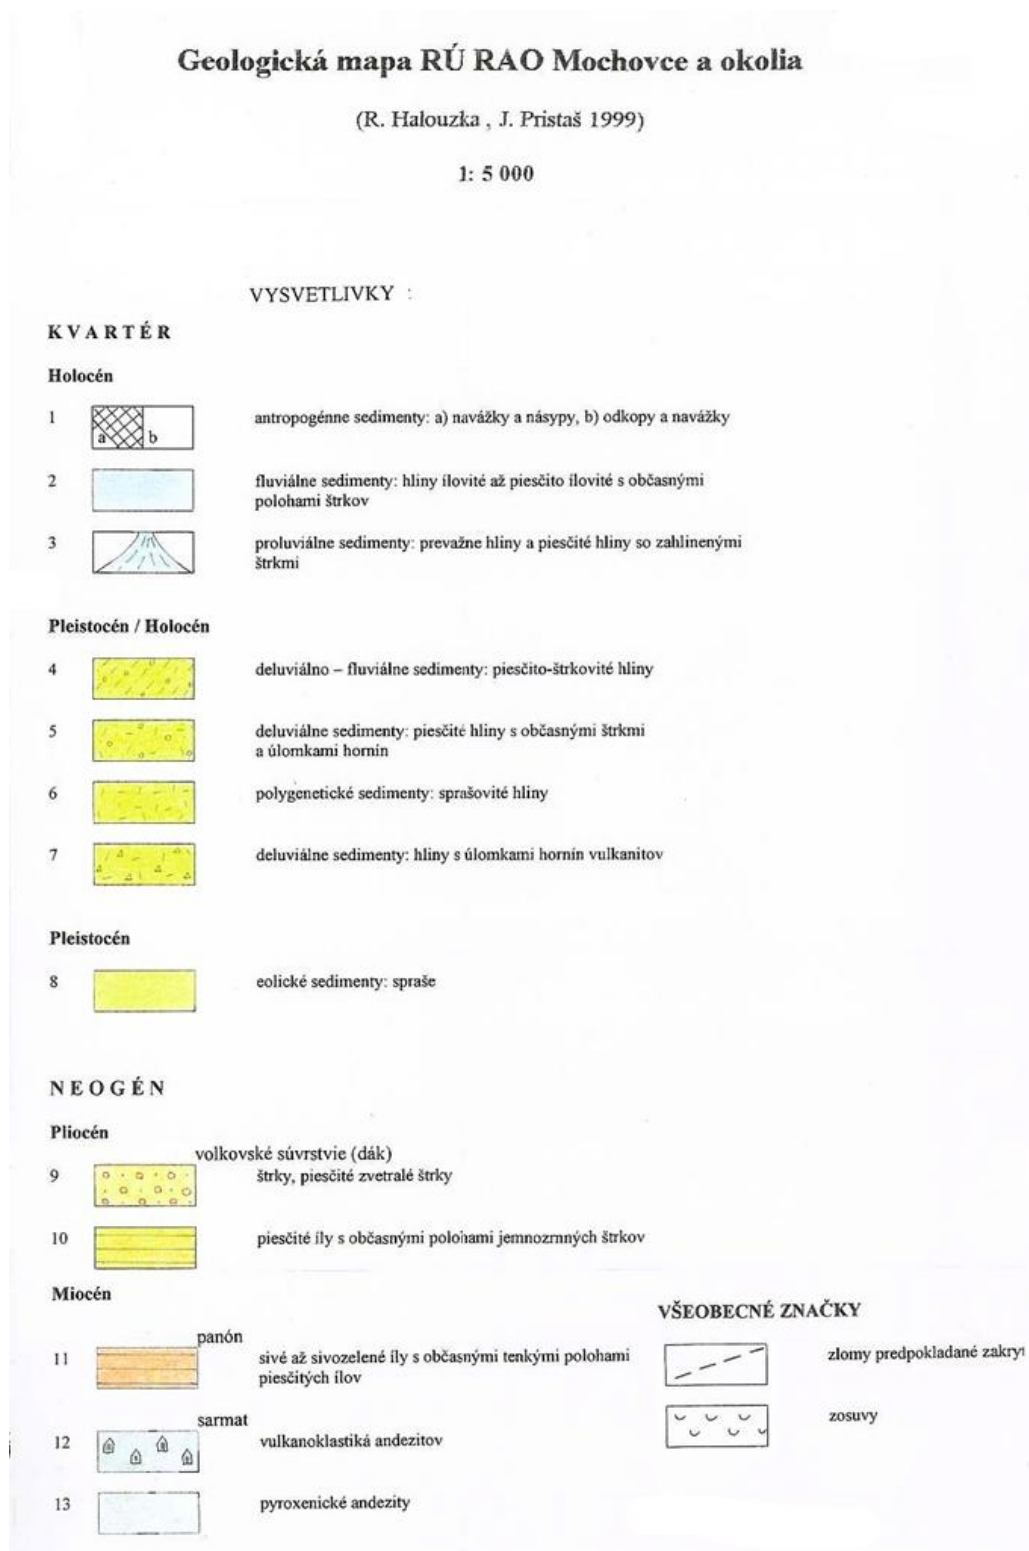 Geologická mapa RÚ RAO Mochovce a okolia
(R. Halouzka , J. Pristaš 1999)
1: 5 000
VYSVETLIVKY :
KVARTÉR
Holocén
1 a b antropogénne sedimenty: a) navážky a násypy, b) odkopy a navážky
2 fluviálne sedimenty: hliny ílovité až piesčito ílovité s občasnými
polohami štrkov
3 proluviálne sedimenty: prevažne hliny a piesčité hliny so zahlinenými
štrkmi
Pleistocén / Holocén
4 deluviálno – fluviálne sedimenty: piesčito-štrkovité hliny
5 deluviálne sedimenty: piesčité hliny s občasnými štrkmi
a úlomkami hornín
6 polygenetické sedimenty: sprašovité hliny
7 deluviálne sedimenty: hliny s úlomkami hornín vulkanitov
Pleistocén
8 eolické sedimenty: spraše
NEOGÉN
Pliocén
volkovské súvrstvie (dák)
9 štrky, piesčité zvetralé štrky
10 piesčité íly s občasnými polohami jemnozrnných štrkov
Miocén
panón
11 sivé až sivozelené íly s občasnými tenkými polohami
piesčitých ílov
sarmat
12 vulkanoklastiká andezitov
13 pyroxenické andezity
VŠEOBECNÉ ZNAČKY
zlomy predpokladané zakry
zosuvy